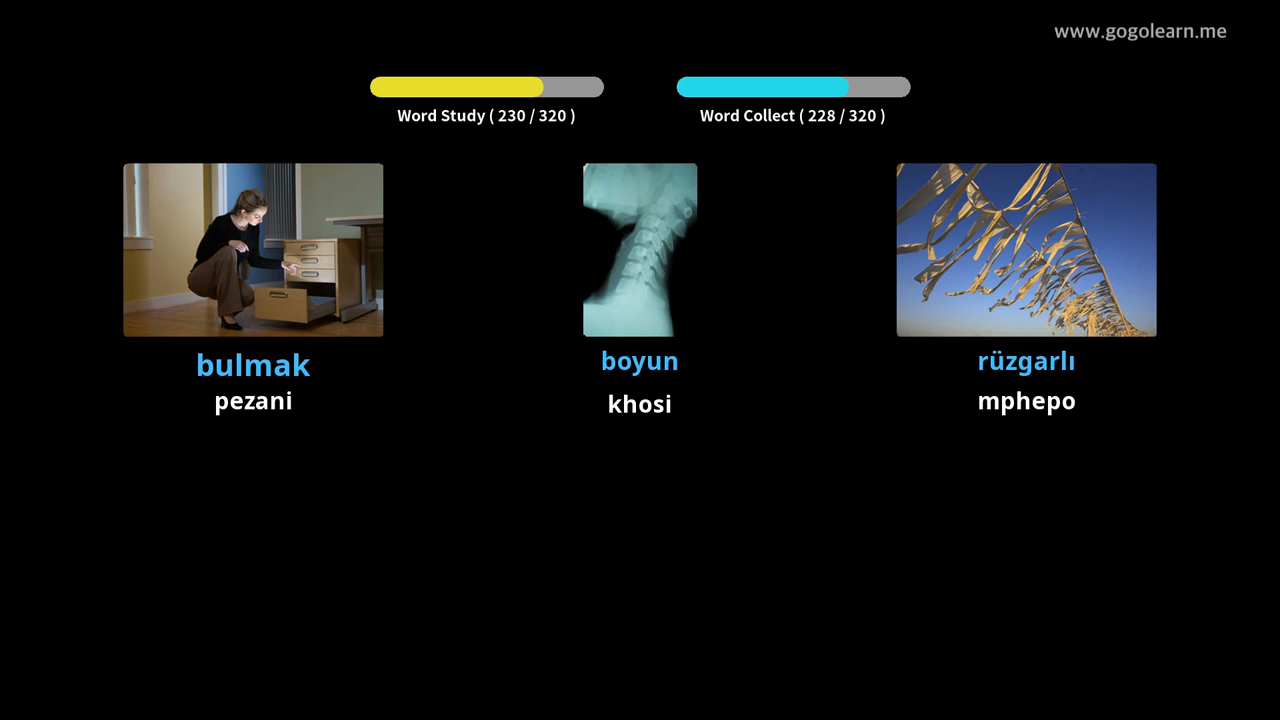 www.gogolearn.me
Word Study ( 230 / 320 )
Word Collect ( 228 / 320 )
bulmak
pezani
boyun
khosi
rüzgarlı
mphepo